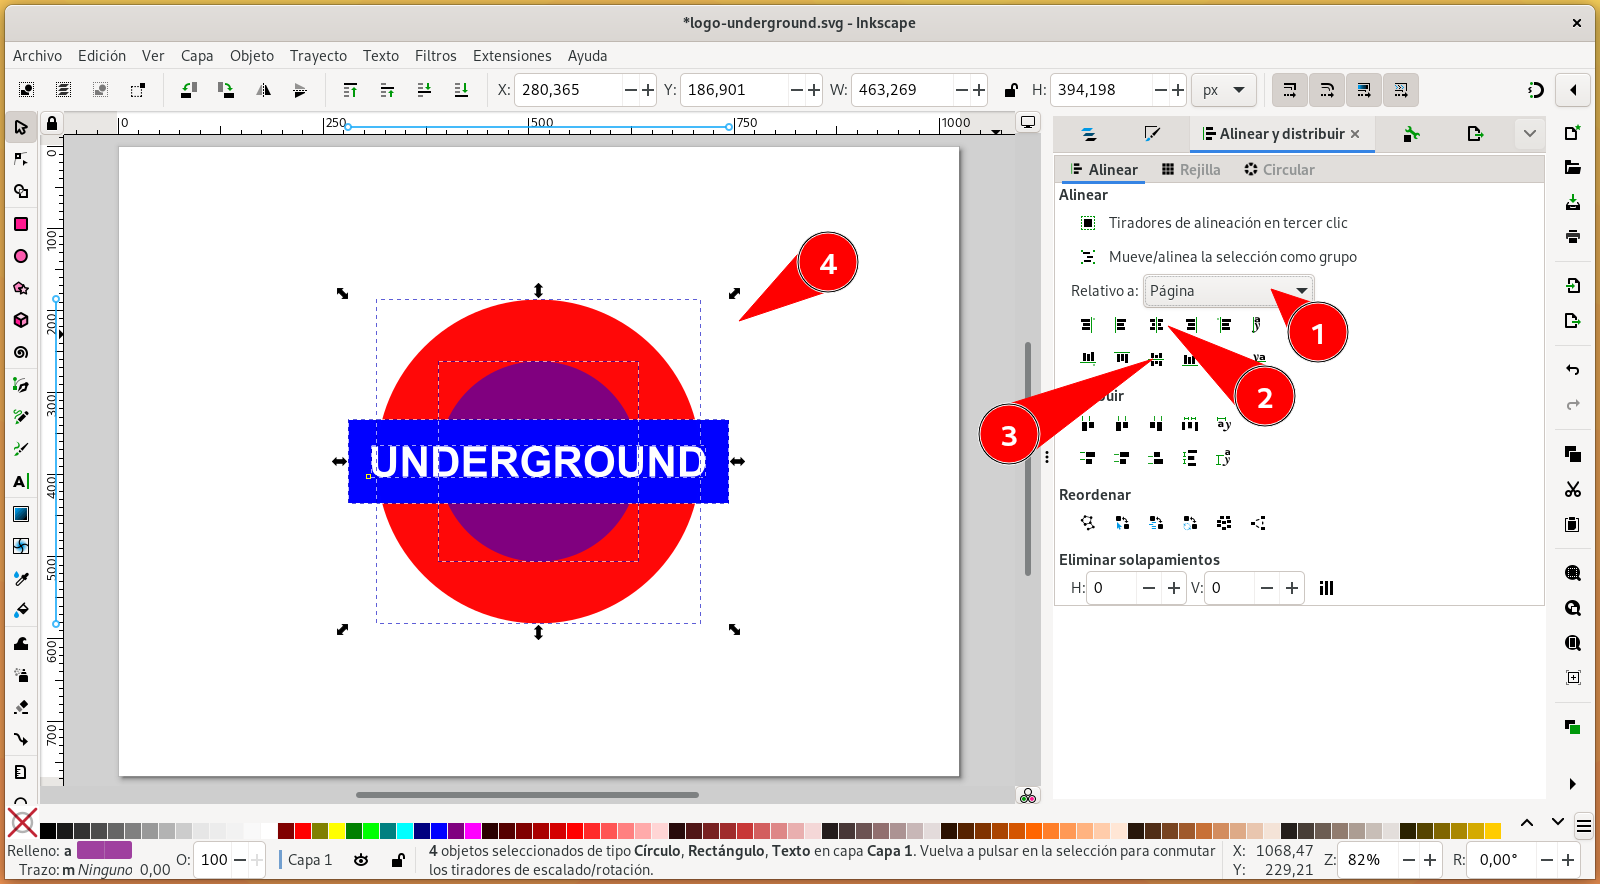 *logo-underground.svg - Inkscape
Archivo Edición Ver Capa Objeto Trayecto Texto Filtros Extensiones Ayuda
X: 280,365 Y: 186,901 W: 463,269 H: 394,198 px
0 250 500 750 1000
0
100
200
300
400
500
600
700
UNDERGROUND
4
1
2
3
Alinear y distribuir
Alinear Rejilla Circular
Alinear
Tiradores de alineación en tercer clic
Mueve/alinea la selección como grupo
Relativo a: Página
uir
Reordenar
Eliminar solapamientos
H: 0 V: 0
Relleno: a
Trazo: m Ninguno 0,00
O: 100
Capa 1
4 objetos seleccionados de tipo Círculo, Rectángulo, Texto en capa Capa 1. Vuelva a pulsar en la selección para conmutar
los tiradores de escalado/rotación.
X: 1068,47
Y: 229,21
Z: 82%
R: 0,00°